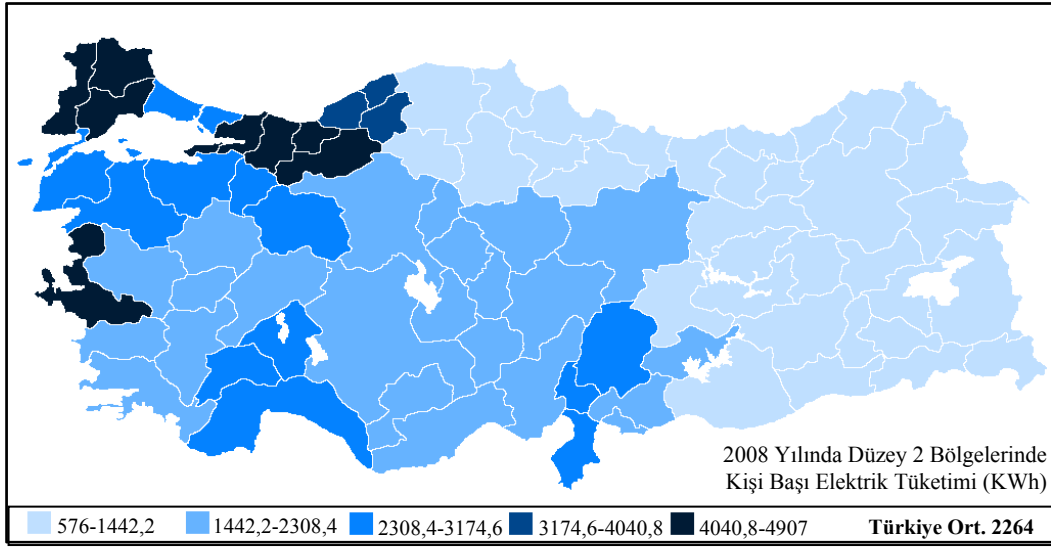 2008 Yılında Düzey 2 Bölgelerinde
Kişi Başı Elektrik Tüketimi (KWh)
576-1442,2 1442,2-2308,4 2308,4-3174,6 3174,6-4040,8 4040,8-4907 Türkiye Ort. 2264